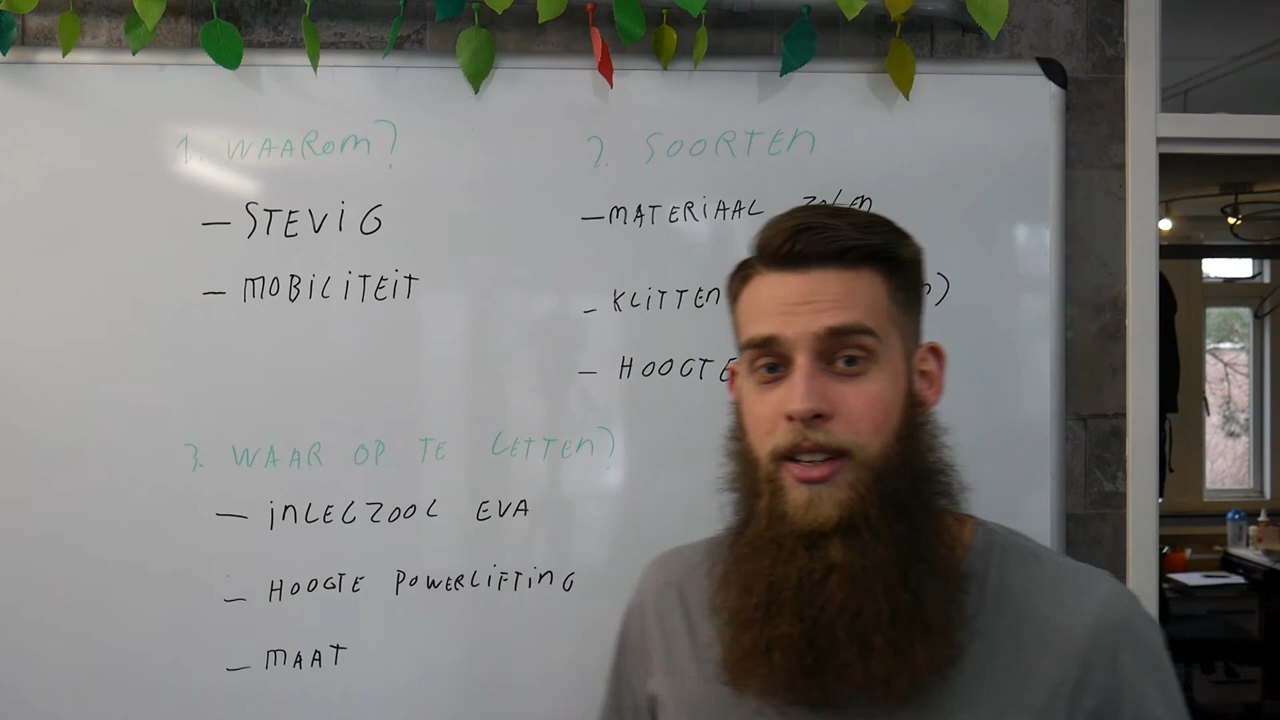 1. WAAROM?
– STEVIG
– MOBILITEIT
2. SOORTEN
– MATERIAAL ZOLEN
– KLITTEN
– HOOGTE
3. WAAR OP TE LETTEN?
– INLEGZOOL EVA
– HOOGTE POWERLIFTING
– MAAT